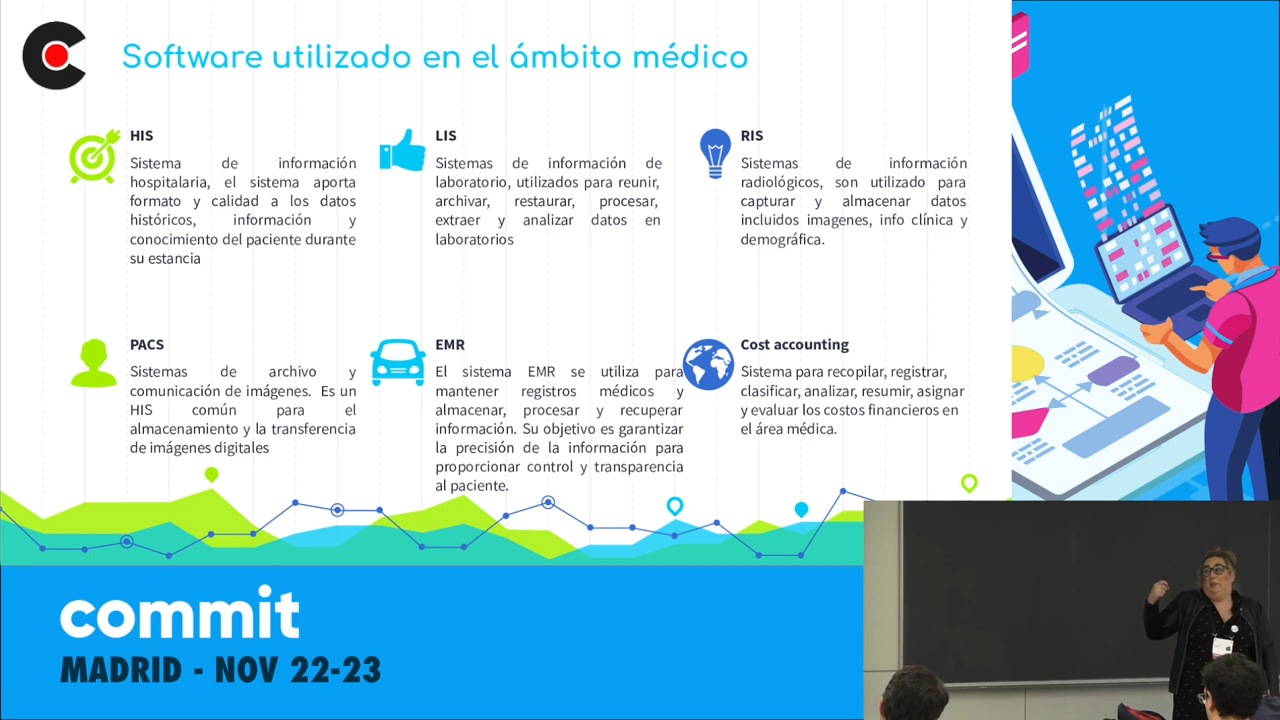 Software utilizado en el ámbito médico
HIS
Sistema de información
hospitalaria, el sistema aporta
formato y calidad a los datos
históricos, información y
conocimiento del paciente durante
su estancia
LIS
Sistemas de información de
laboratorio, utilizados para reunir,
archivar, restaurar, procesar,
extraer y analizar datos en
laboratorios
RIS
Sistemas de información
radiológicos, son utilizado para
capturar y almacenar datos
incluidos imagenes, info clínica y
demográfica.
PACS
Sistemas de archivo y
comunicación de imágenes. Es un
HIS común para el
almacenamiento y la transferencia
de imágenes digitales
EMR
El sistema EMR se utiliza para
mantener registros médicos y
almacenar, procesar y recuperar
información. Su objetivo es garantizar
la precisión de la información para
proporcionar control y transparencia
al paciente.
Cost accounting
Sistema para recopilar, registrar,
clasificar, analizar, resumir, asignar
y evaluar los costos financieros en
el área médica.
commit
MADRID - NOV 22-23